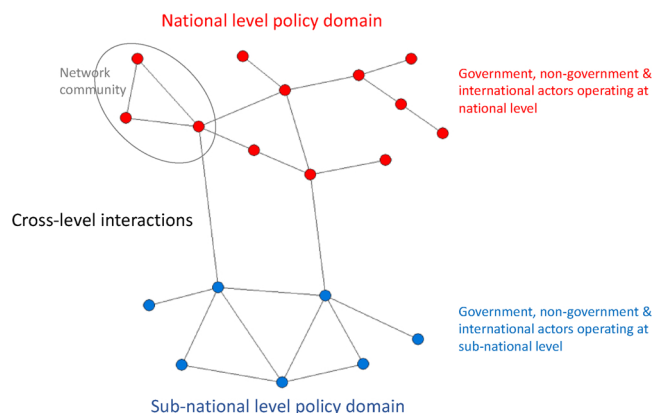 National level policy domain
Network
community
Government, non-government &
international actors operating at
national level
Cross-level interactions
Government, non-government &
international actors operating at
sub-national level
Sub-national level policy domain